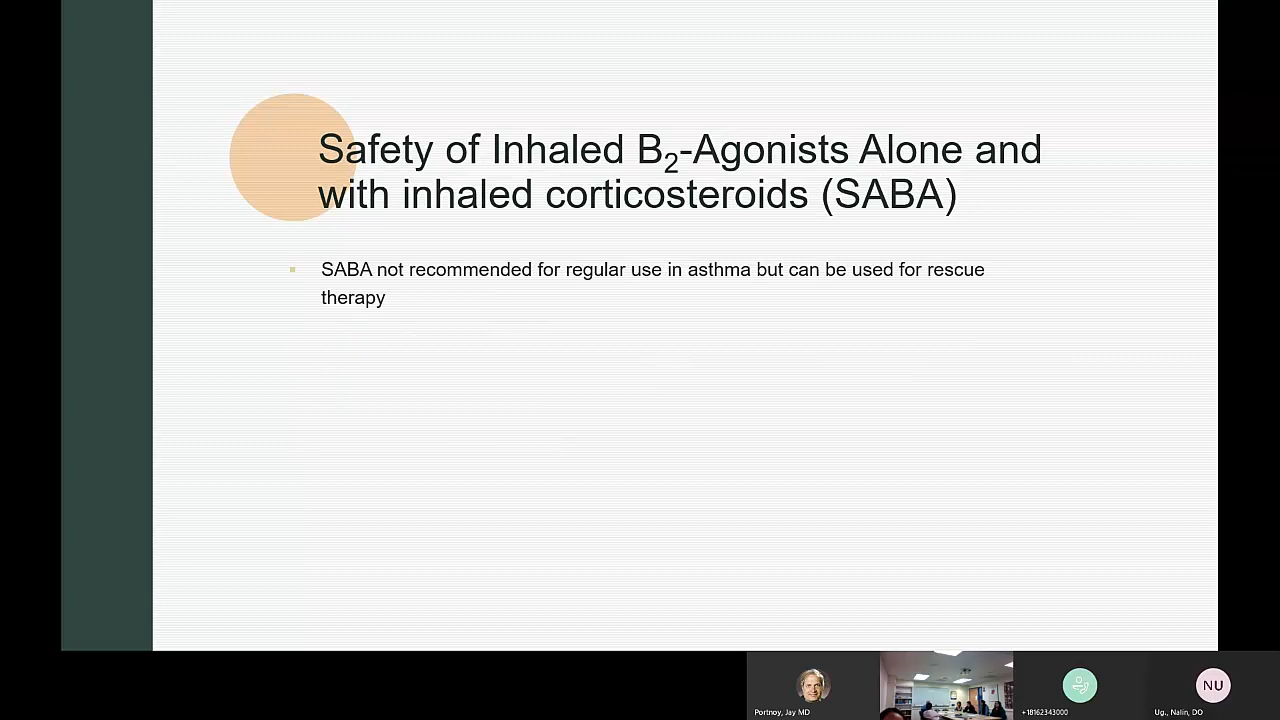 Safety of Inhaled B₂-Agonists Alone and
with inhaled corticosteroids (SABA)
SABA not recommended for regular use in asthma but can be used for rescue
therapy
Portnoy, Jay MD
+18162343000
NU
Ug., Nalin, DO